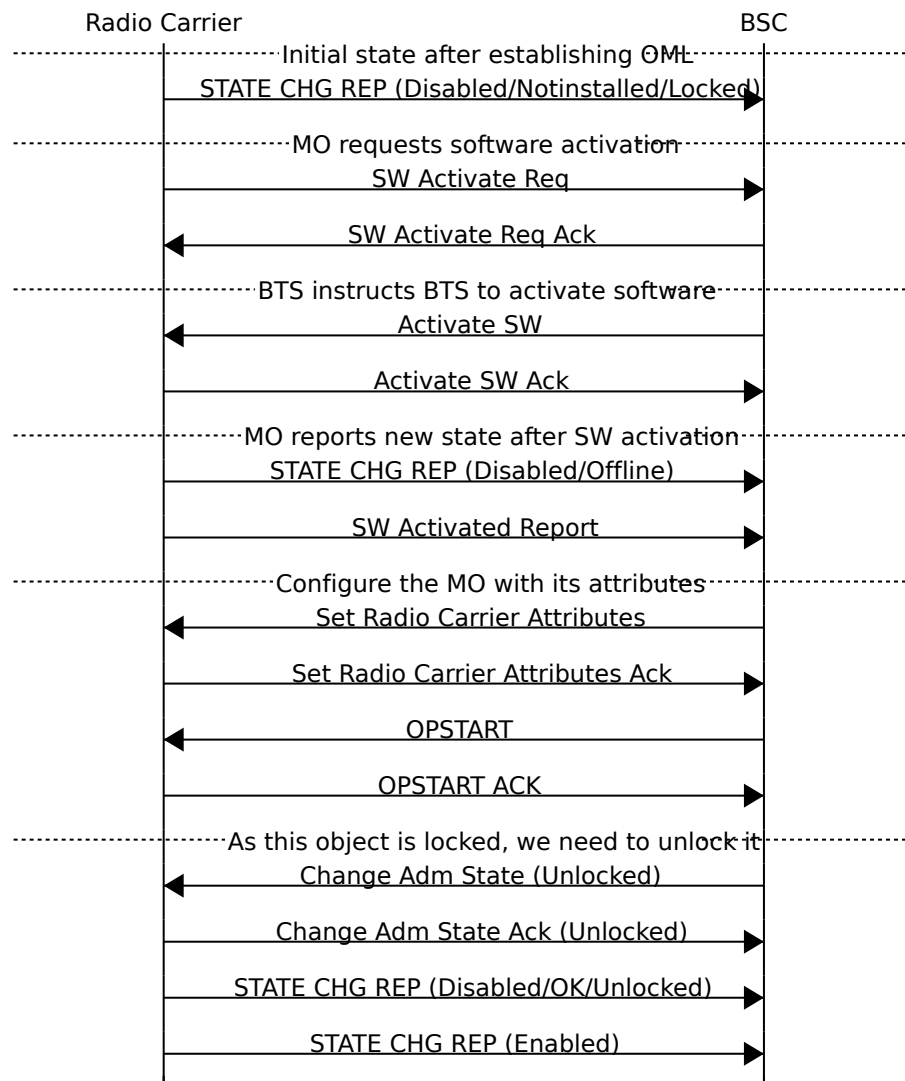 Radio Carrier BSC
Initial state after establishing OML
STATE CHG REP (Disabled/Notinstalled/Locked)
MO requests software activation
SW Activate Req
SW Activate Req Ack
BTS instructs BTS to activate software
Activate SW
Activate SW Ack
MO reports new state after SW activation
STATE CHG REP (Disabled/Offline)
SW Activated Report
Configure the MO with its attributes
Set Radio Carrier Attributes
Set Radio Carrier Attributes Ack
OPSTART
OPSTART ACK
As this object is locked, we need to unlock it
Change Adm State (Unlocked)
Change Adm State Ack (Unlocked)
STATE CHG REP (Disabled/OK/Unlocked)
STATE CHG REP (Enabled)